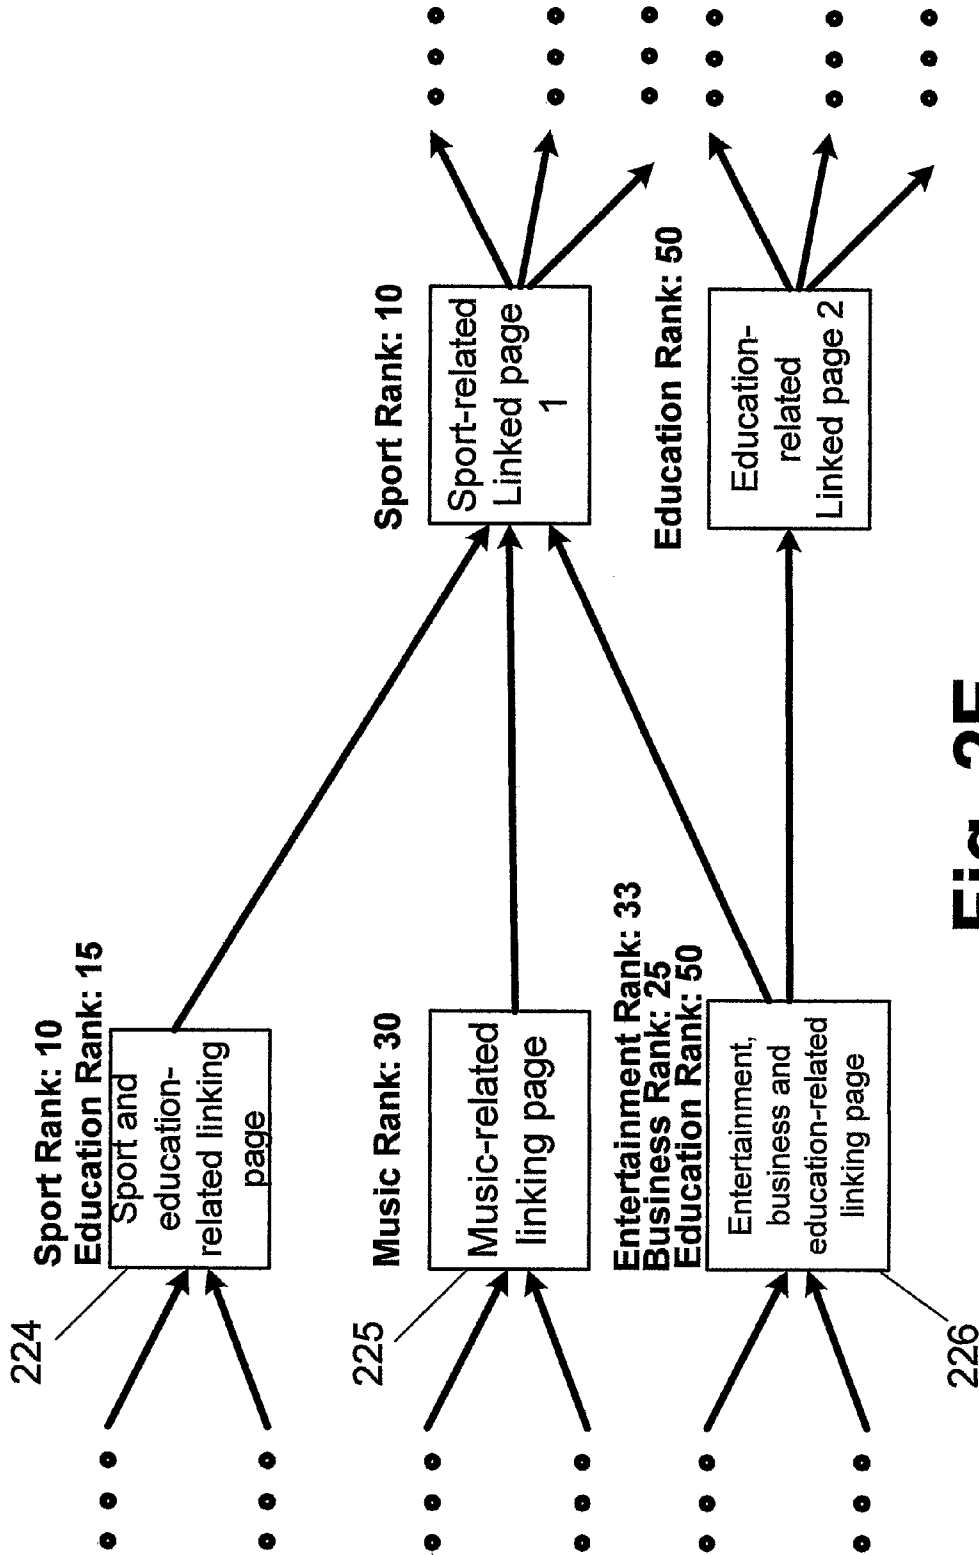 224
Sport Rank: 10
Education Rank: 15
Sport and
education-
related linking
page
225
Music Rank: 30
Music-related
linking page
226
Entertainment Rank: 33
Business Rank: 25
Education Rank: 50
Entertainment,
business and
education-related
linking page
Sport Rank: 10
Sport-related
Linked page
1
Education Rank: 50
Education-
related
Linked page 2